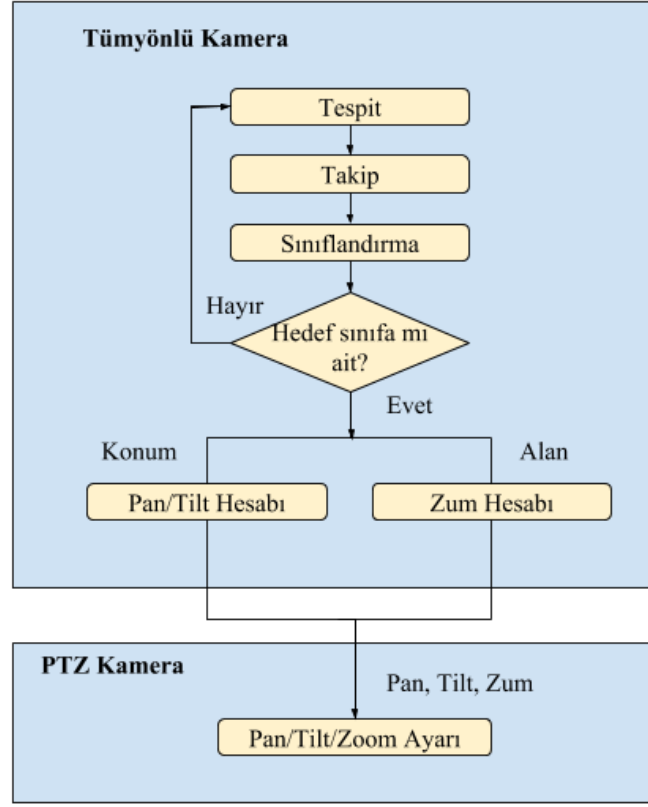 Tümyönlü Kamera
Tespit
Takip
Sınıflandırma
Hayır
Hedef sınıfa mı
ait?
Evet
Konum
Alan
Pan/Tilt Hesabı
Zum Hesabı
PTZ Kamera
Pan, Tilt, Zum
Pan/Tilt/Zoom Ayarı